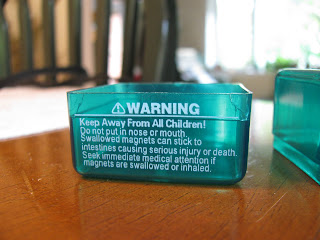 ⚠WARNING
Keep Away From All Children!
Do not put in nose or mouth.
Swallowed magnets can stick to
intestines causing serious injury or death.
Seek immediate medical attention if
magnets are swallowed or inhaled.